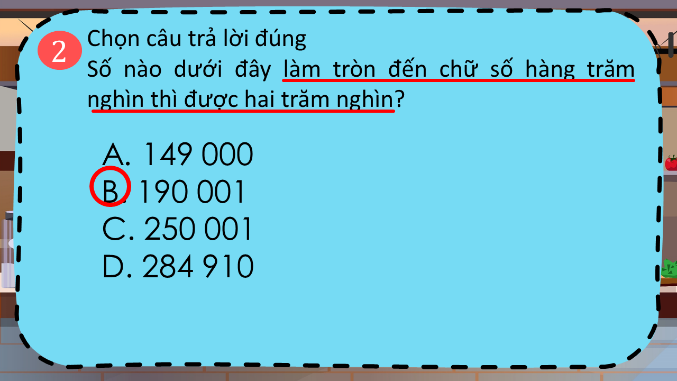 2
Chọn câu trả lời đúng
Số nào dưới đây làm tròn đến chữ số hàng trăm
nghìn thì được hai trăm nghìn?
A. 149 000
B. 190 001
C. 250 001
D. 284 910